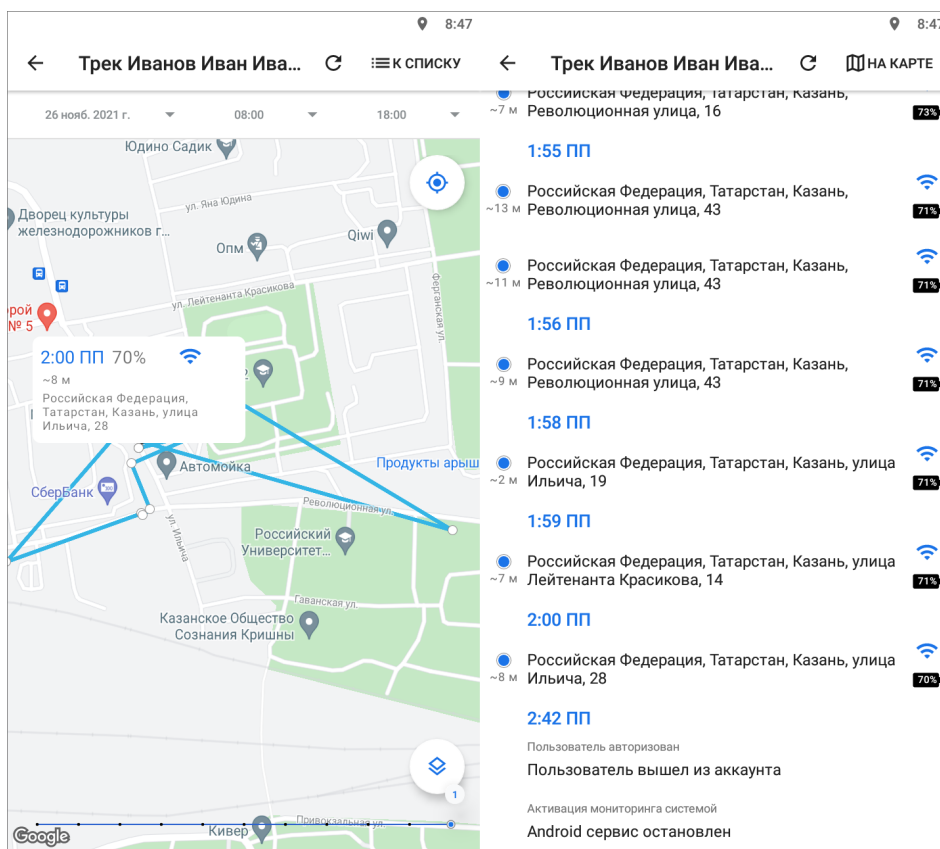 8:47
Трек Иванов Иван Ива...
К СПИСКУ
26 нояб. 2021 г.
08:00
18:00
Юдино Садик
ул. Яна Юдина
Дворец культуры
железнодорожников г...
Опм
Qiwi
Ферганская ул.
ул. Лейтенанта Красикова
рой
№ 5
2:00 ПП 70%
~8 м
Российская Федерация,
Татарстан, Казань, улица
Ильича, 28
2
Автомойка
Продукты арыш
СберБанк
Революционная ул.
ул. Ильича
Российский
Университет...
Гаванская ул.
Казанское Общество
Сознания Кришны
1
Привокзальная ул.
Кивер
Google
8:47
Трек Иванов Иван Ива...
НА КАРТЕ
Российская Федерация, Татарстан, Казань,
~7 м Революционная улица, 16
73%
1:55 ПП
Российская Федерация, Татарстан, Казань,
~13 м Революционная улица, 43
71%
Российская Федерация, Татарстан, Казань,
~11 м Революционная улица, 43
71%
1:56 ПП
Российская Федерация, Татарстан, Казань,
~9 м Революционная улица, 43
71%
1:58 ПП
Российская Федерация, Татарстан, Казань, улица
~2 м Ильича, 19
71%
1:59 ПП
Российская Федерация, Татарстан, Казань, улица
~7 м Лейтенанта Красикова, 14
71%
2:00 ПП
Российская Федерация, Татарстан, Казань, улица
~8 м Ильича, 28
70%
2:42 ПП
Пользователь авторизован
Пользователь вышел из аккаунта
Активация мониторинга системой
Android сервис остановлен